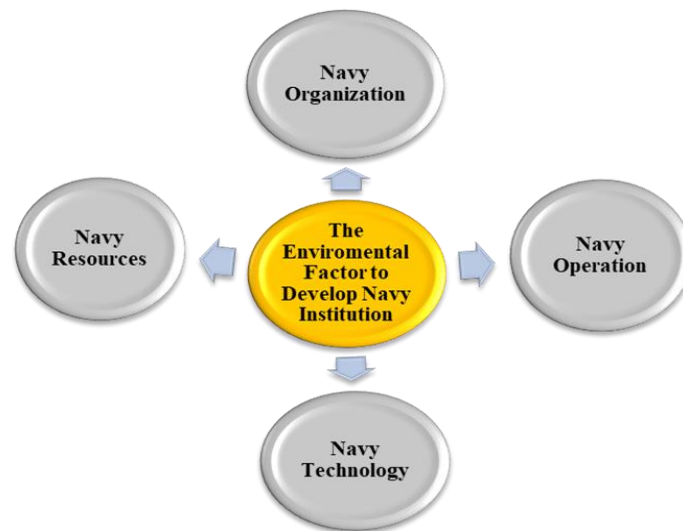 Navy
Organization
Navy
Resources
The
Enviromental
Factor to
Develop Navy
Institution
Navy
Operation
Navy
Technology